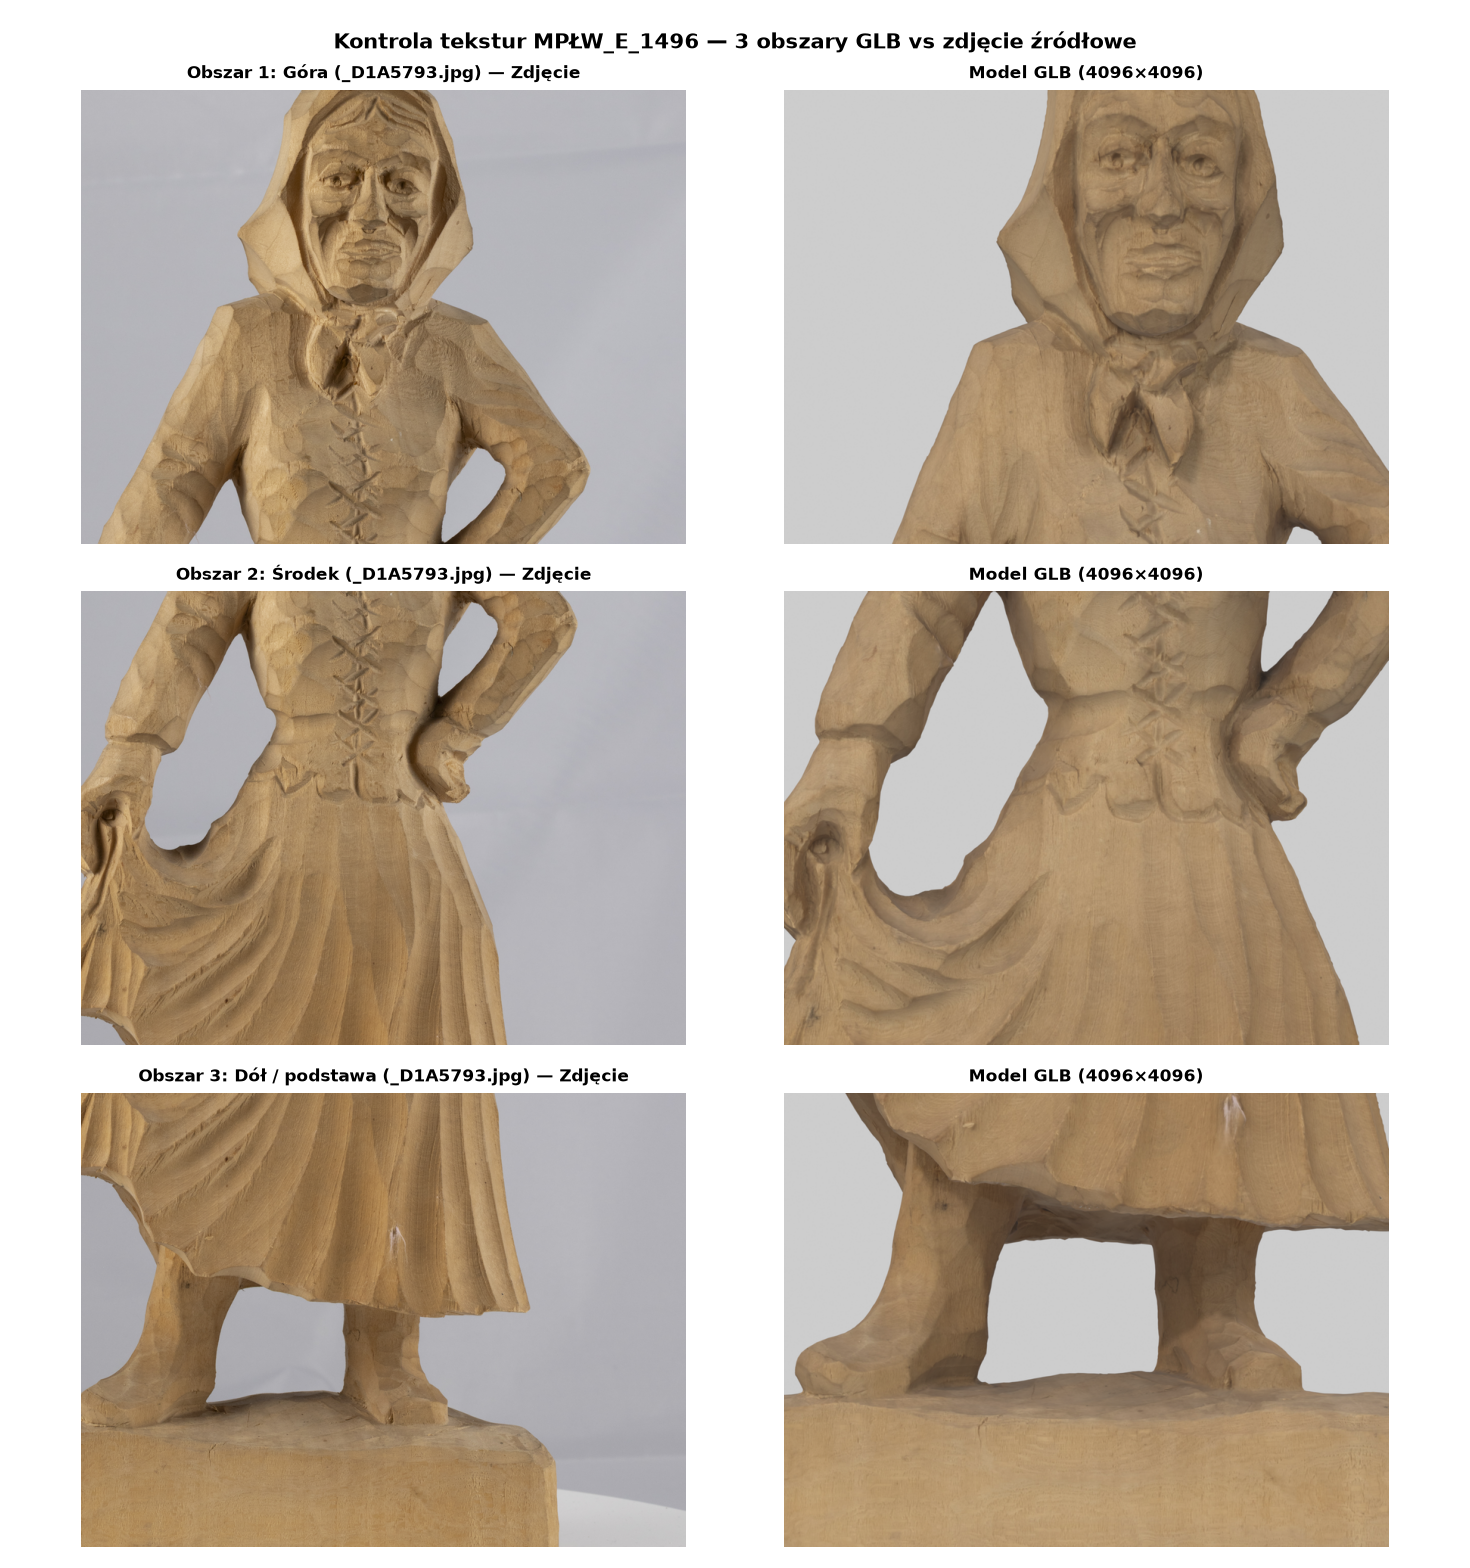 Kontrola tekstur MPŁW_E_1496 — 3 obszary GLB vs zdjęcie źródłowe
Obszar 1: Góra (_D1A5793.jpg) — Zdjęcie
Model GLB (4096×4096)
Obszar 2: Środek (_D1A5793.jpg) — Zdjęcie
Model GLB (4096×4096)
Obszar 3: Dół / podstawa (_D1A5793.jpg) — Zdjęcie
Model GLB (4096×4096)